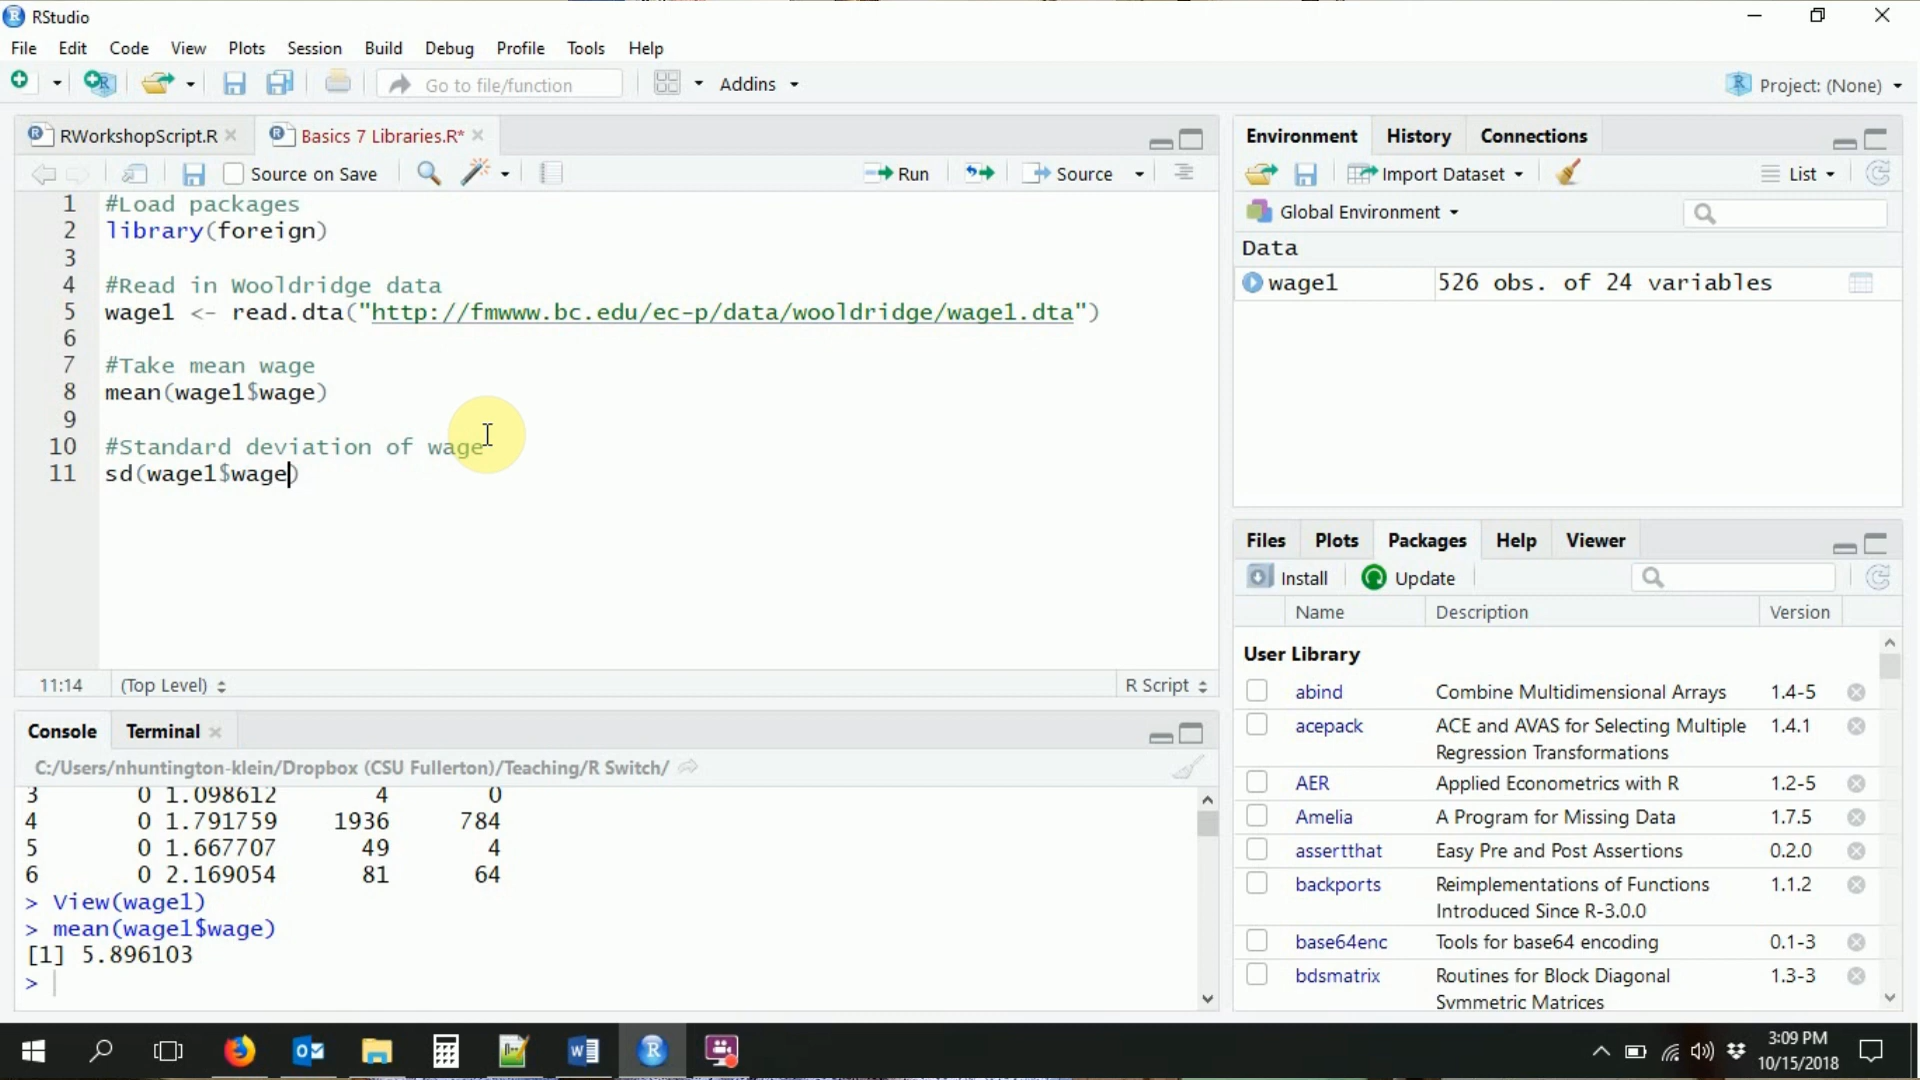 RStudio
File Edit Code View Plots Session Build Debug Profile Tools Help
Go to file/function Addins Project: (None)
RWorkshopScript.R Basics 7 Libraries.R*
Source on Save Run Source
1 #Load packages
2 library(foreign)
3
4 #Read in Wooldridge data
5 wage1 <- read.dta("http://fmwww.bc.edu/ec-p/data/wooldridge/wage1.dta")
6
7 #Take mean wage
8 mean(wage1$wage)
9
10 #Standard deviation of wage
11 sd(wage1$wage)
11:14 (Top Level) R Script
Console Terminal
C:/Users/nhuntington-klein/Dropbox (CSU Fullerton)/Teaching/R Switch/
3 0 1.098612 4 0
4 0 1.791759 1936 784
5 0 1.667707 49 4
6 0 2.169054 81 64
> View(wage1)
> mean(wage1$wage)
[1] 5.896103
>
Environment History Connections
Import Dataset List
Global Environment
Data
wage1 526 obs. of 24 variables
Files Plots Packages Help Viewer
Install Update
Name Description Version
User Library
abind Combine Multidimensional Arrays 1.4-5
acepack ACE and AVAS for Selecting Multiple 1.4.1
Regression Transformations
AER Applied Econometrics with R 1.2-5
Amelia A Program for Missing Data 1.7.5
assertthat Easy Pre and Post Assertions 0.2.0
backports Reimplementations of Functions 1.1.2
Introduced Since R-3.0.0
base64enc Tools for base64 encoding 0.1-3
bdsmatrix Routines for Block Diagonal 1.3-3
Symmetric Matrices
3:09 PM
10/15/2018